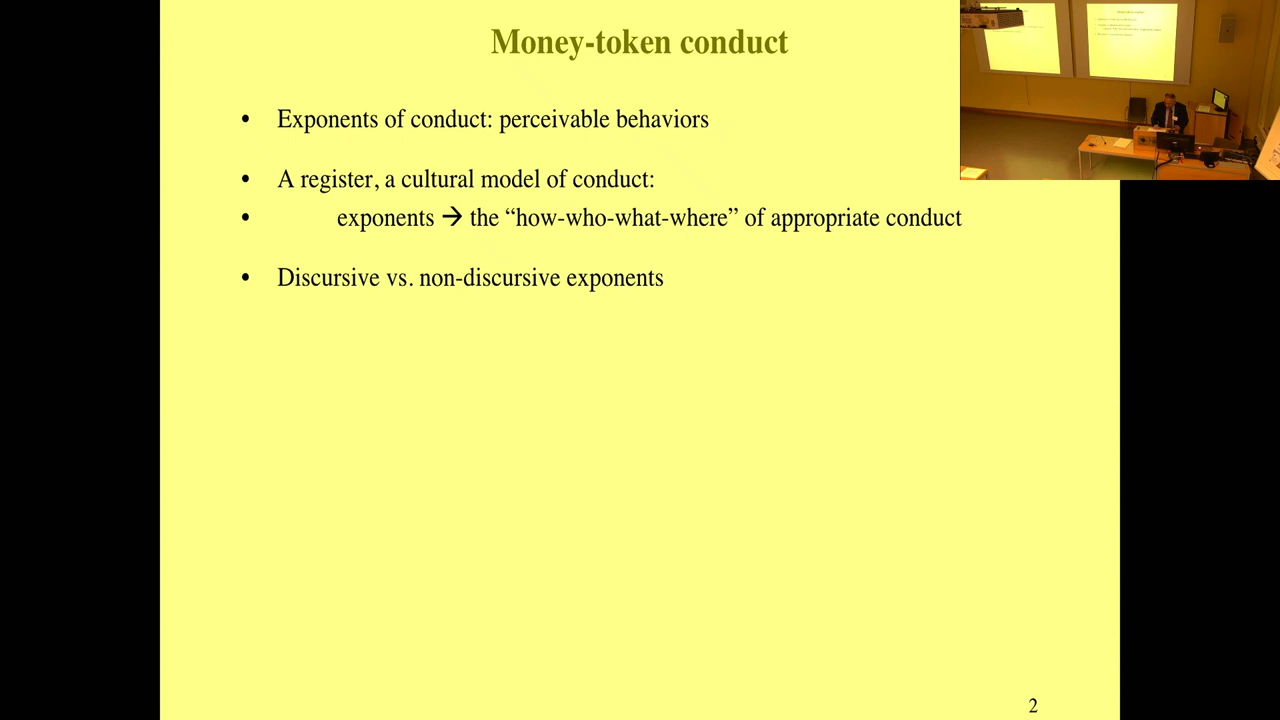 Money-token conduct
• Exponents of conduct: perceivable behaviors
• A register, a cultural model of conduct:
• exponents → the “how-who-what-where” of appropriate conduct
• Discursive vs. non-discursive exponents
2